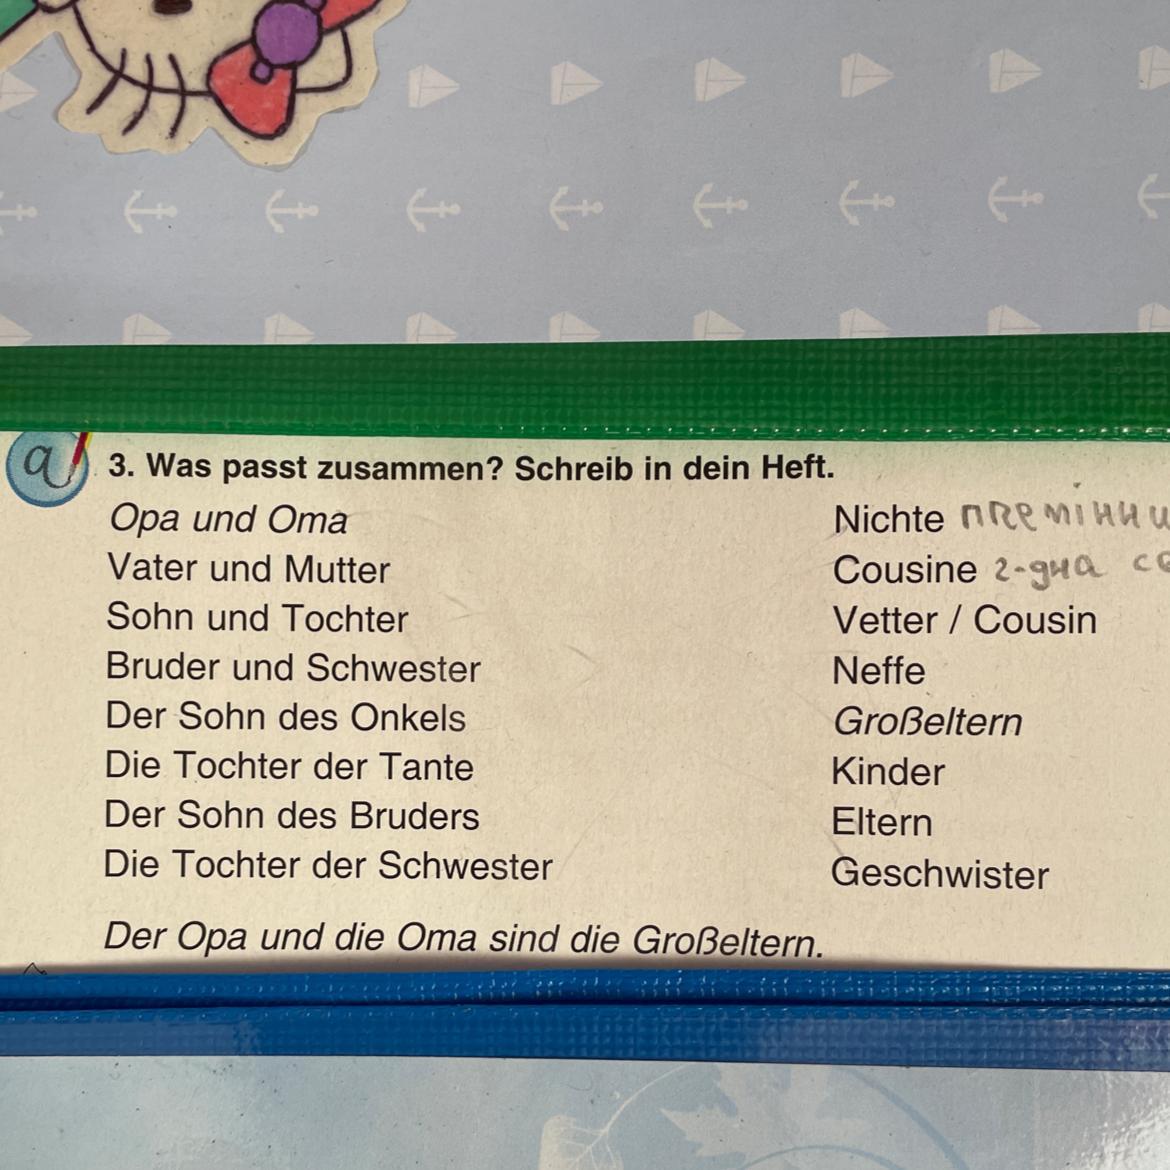 a
3. Was passt zusammen? Schreib in dein Heft.
Opa und Oma
Vater und Mutter
Sohn und Tochter
Bruder und Schwester
Der Sohn des Onkels
Die Tochter der Tante
Der Sohn des Bruders
Die Tochter der Schwester
Nichte
Cousine 2-дна
Vetter / Cousin
Neffe
Großeltern
Kinder
Eltern
Geschwister
Der Opa und die Oma sind die Großeltern.